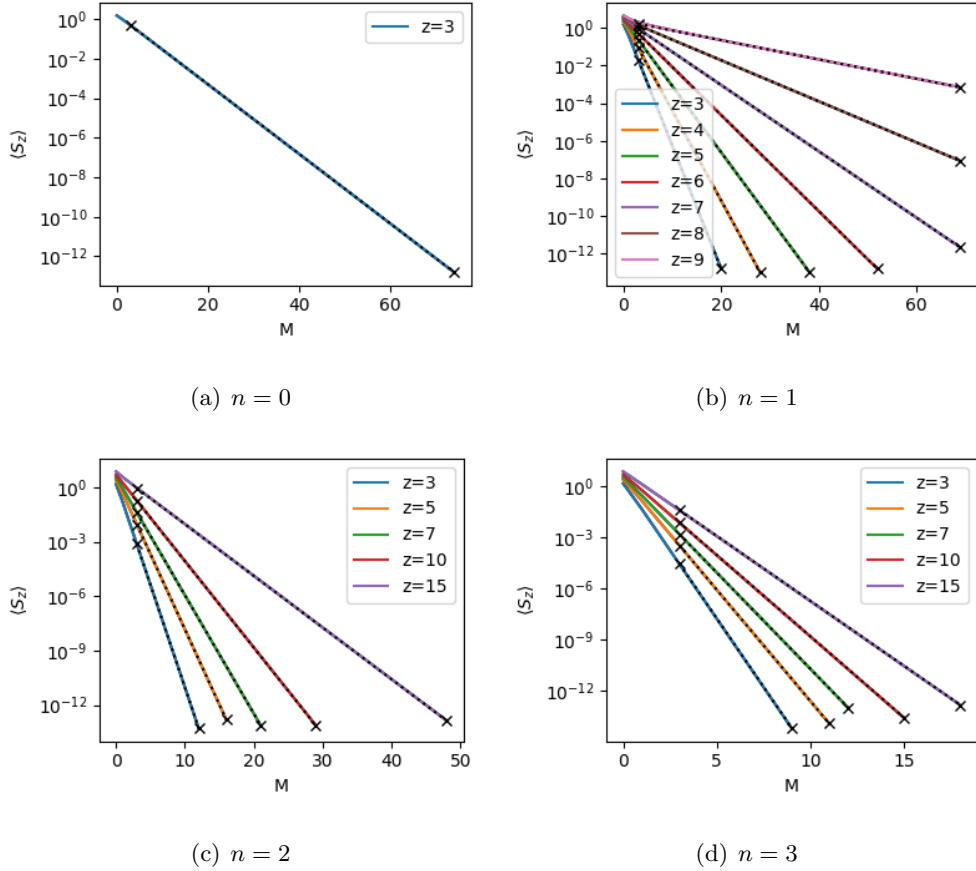 10^0
10^-2
10^-4
10^-6
10^-8
10^-10
10^-12
⟨S_z⟩
0 20 40 60
M
z=3
(a) n = 0
10^0
10^-2
10^-4
10^-6
10^-8
10^-10
10^-12
⟨S_z⟩
0 20 40 60
M
z=3
z=4
z=5
z=6
z=7
z=8
z=9
(b) n = 1
10^0
10^-3
10^-6
10^-9
10^-12
⟨S_z⟩
0 10 20 30 40 50
M
z=3
z=5
z=7
z=10
z=15
(c) n = 2
10^0
10^-3
10^-6
10^-9
10^-12
⟨S_z⟩
0 5 10 15
M
z=3
z=5
z=7
z=10
z=15
(d) n = 3